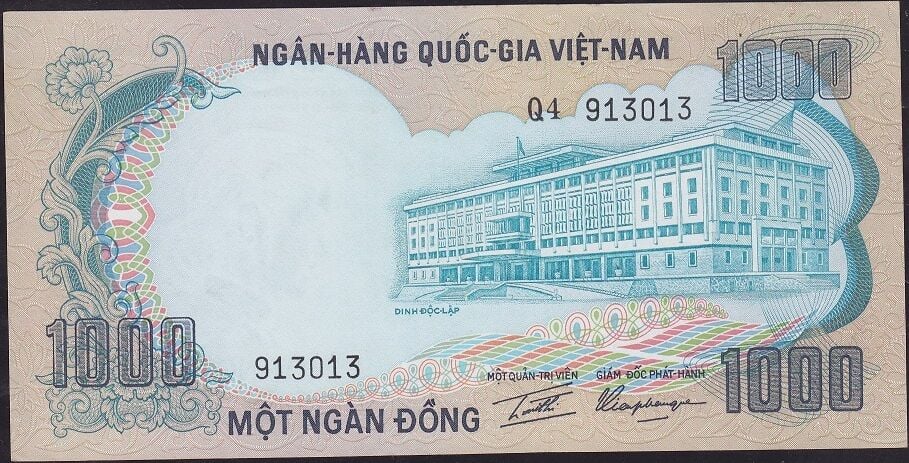 NGÂN-HÀNG QUỐC-GIA VIỆT-NAM
1000
Q4 913013
DINH ĐỘC-LẬP
1000
913013
MỘT QUẢN-TRỊ VIÊN
GIÁM ĐỐC PHÁT-HÀNH
1000
MỘT NGÀN ĐỒNG